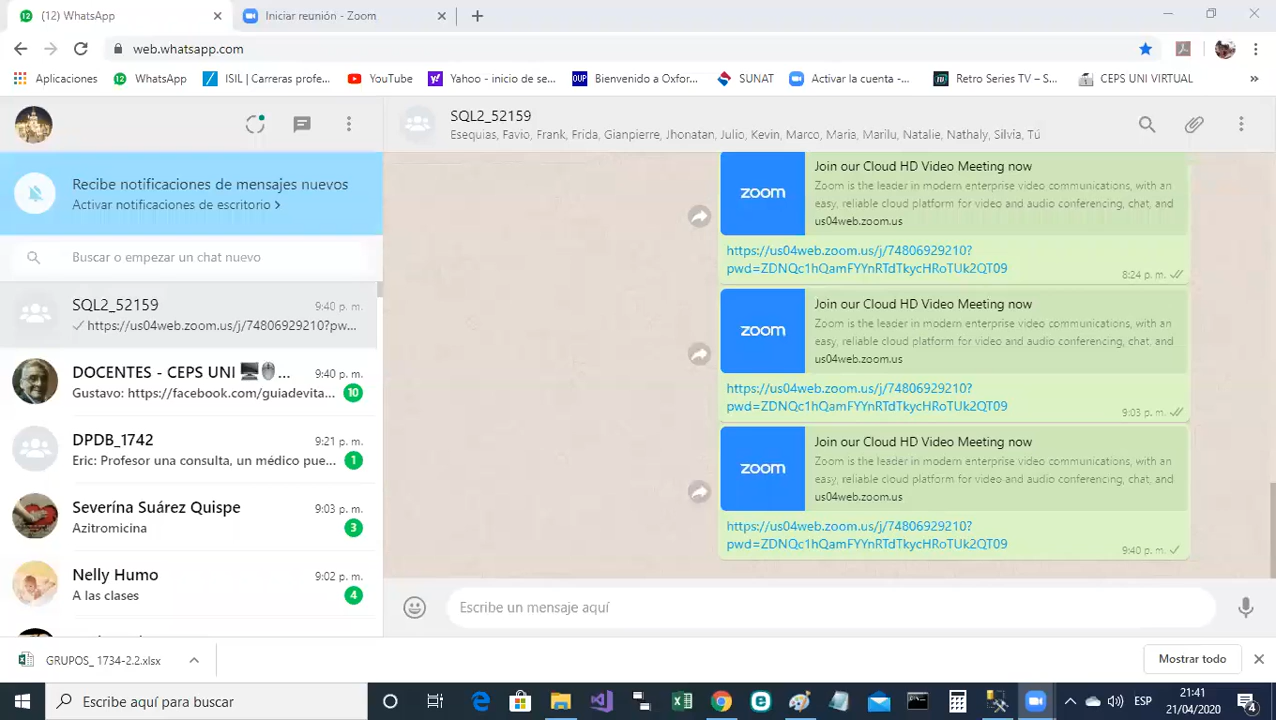 (12) WhatsApp
Iniciar reunión - Zoom
web.whatsapp.com
Aplicaciones
WhatsApp
ISIL | Carreras profe...
YouTube
Yahoo - inicio de se...
OUP
Bienvenido a Oxfor...
SUNAT
Activar la cuenta -...
Retro Series TV – S...
CEPS UNI VIRTUAL
»
SQL2_52159
Esequias, Favio, Frank, Frida, Gianpierre, Jhonatan, Julio, Kevin, Marco, Maria, Marilu, Natalie, Nathaly, Silvia, Tú
Recibe notificaciones de mensajes nuevos
Activar notificaciones de escritorio >
Buscar o empezar un chat nuevo
SQL2_52159
9:40 p. m.
https://us04web.zoom.us/j/74806929210?pw...
DOCENTES - CEPS UNI 🖥️🖱️...
9:40 p. m.
Gustavo: https://facebook.com/guiadevita...
10
DPDB_1742
9:21 p. m.
Eric: Profesor una consulta, un médico pue...
1
Severína Suárez Quispe
9:03 p. m.
Azitromicina
3
Nelly Humo
9:02 p. m.
A las clases
4
zoom
Join our Cloud HD Video Meeting now
Zoom is the leader in modern enterprise video communications, with an
easy, reliable cloud platform for video and audio conferencing, chat, and
us04web.zoom.us
https://us04web.zoom.us/j/74806929210?
pwd=ZDNQc1hQamFYYnRTdTkycHRoTUk2QT09
8:24 p. m.
zoom
Join our Cloud HD Video Meeting now
Zoom is the leader in modern enterprise video communications, with an
easy, reliable cloud platform for video and audio conferencing, chat, and
us04web.zoom.us
https://us04web.zoom.us/j/74806929210?
pwd=ZDNQc1hQamFYYnRTdTkycHRoTUk2QT09
9:03 p. m.
zoom
Join our Cloud HD Video Meeting now
Zoom is the leader in modern enterprise video communications, with an
easy, reliable cloud platform for video and audio conferencing, chat, and
us04web.zoom.us
https://us04web.zoom.us/j/74806929210?
pwd=ZDNQc1hQamFYYnRTdTkycHRoTUk2QT09
9:40 p. m.
Escribe un mensaje aquí
GRUPOS_ 1734-2.2.xlsx
Mostrar todo
Escribe aquí para buscar
ESP
21:41
21/04/2020
4